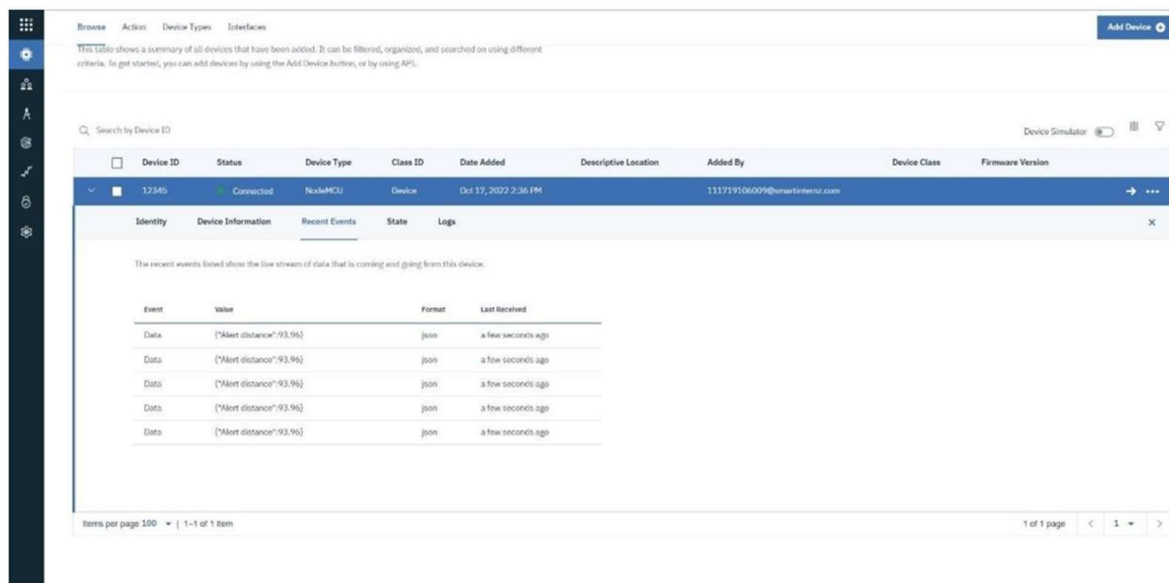 Browse Action Device Types Interfaces
Add Device
This table shows a summary of all devices that have been added. It can be filtered, organized, and searched on using different
criteria. To get started, you can add devices by using the Add Device button, or by using API.
Search by Device ID
Device Simulator
Device ID Status Device Type Class ID Date Added Descriptive Location Added By Device Class Firmware Version
12345 Connected NodeMCU Device Oct 17, 2022 2:36 PM 111719106009@smartinternz.com
Identity Device Information Recent Events State Logs
The recent events listed show the live stream of data that is coming and going from this device.
Event Value Format Last Received
Data {"Alert distance":93.96} json a few seconds ago
Data {"Alert distance":93.96} json a few seconds ago
Data {"Alert distance":93.96} json a few seconds ago
Data {"Alert distance":93.96} json a few seconds ago
Data {"Alert distance":93.96} json a few seconds ago
Items per page 100 | 1–1 of 1 item
1 of 1 page 1